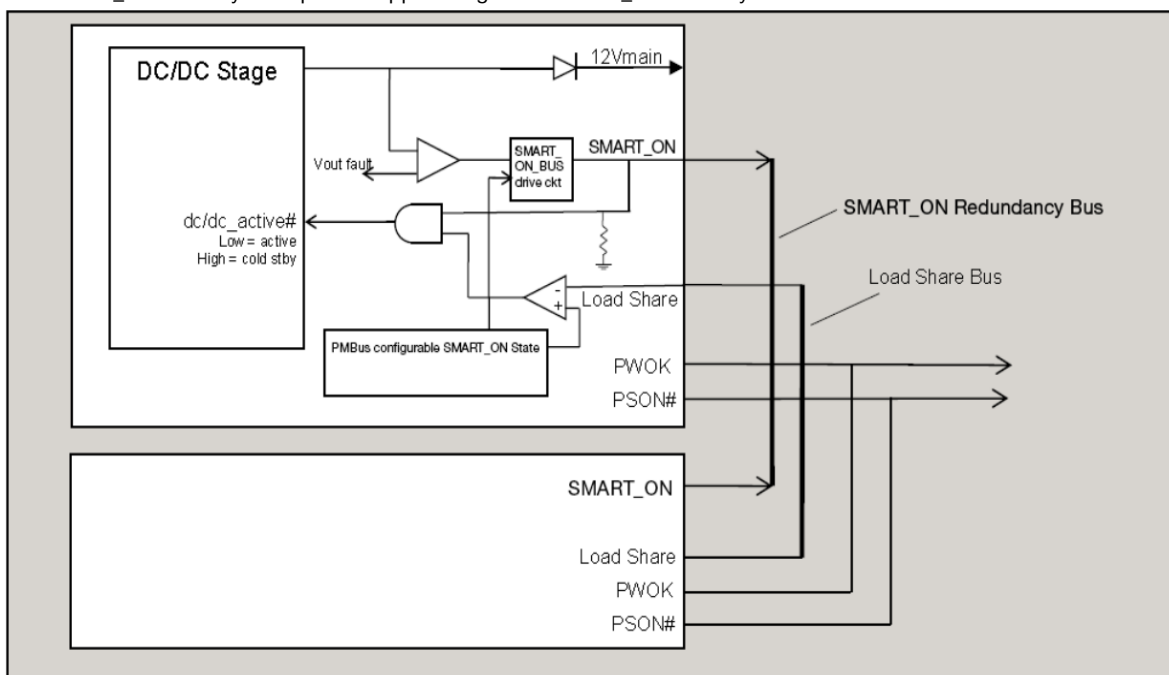 DC/DC Stage
12Vmain
SMART_
ON_BUS
drive ckt
SMART_ON
Vout fault
dc/dc_active#
Low = active
High = cold stby
-
+
Load Share
PMBus configurable SMART_ON State
PWOK
PSON#
SMART_ON Redundancy Bus
Load Share Bus
SMART_ON
Load Share
PWOK
PSON#